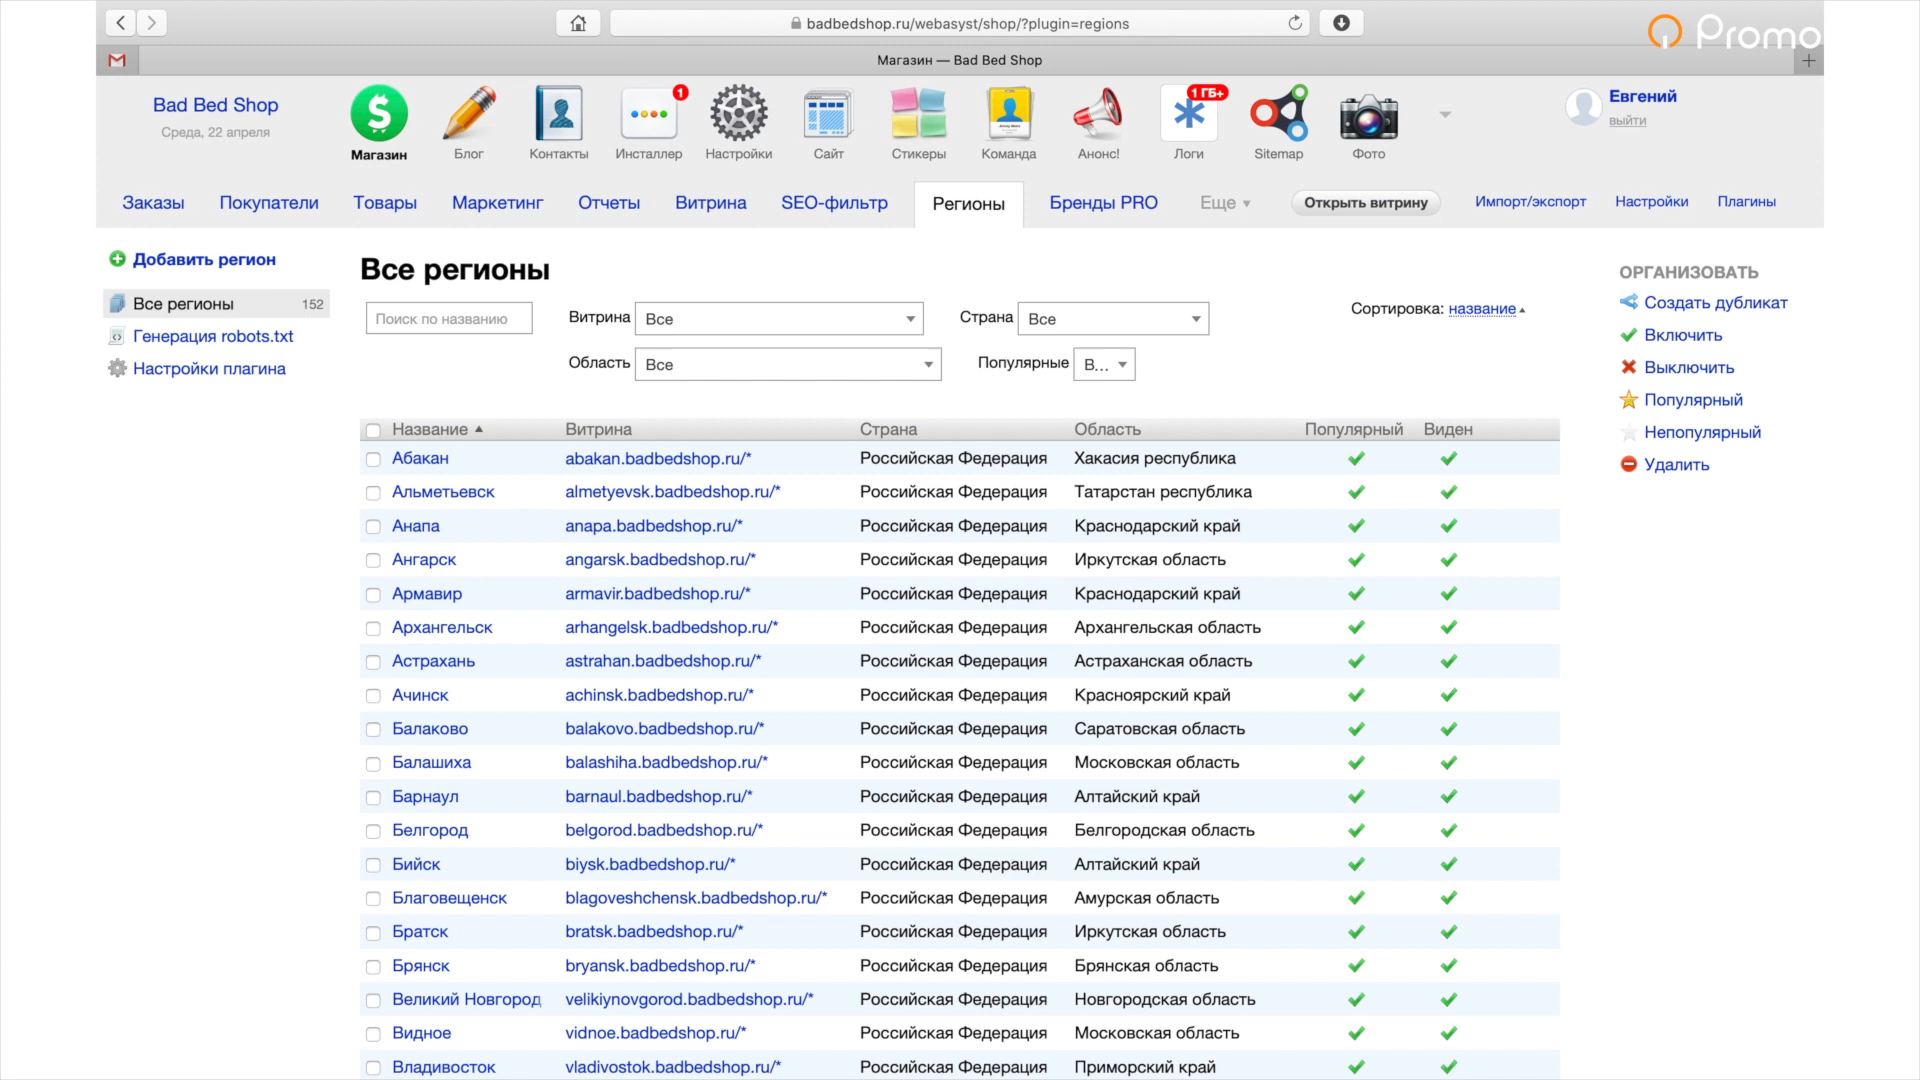 badbedshop.ru/webasyst/shop/?plugin=regions
Promo
Магазин — Bad Bed Shop
Bad Bed Shop
Среда, 22 апреля
Магазин
Блог
Контакты
1
Инсталлер
Настройки
Сайт
Стикеры
Команда
Анонс!
1 ГБ+
Логи
Sitemap
Фото
Евгений
выйти
Заказы Покупатели Товары Маркетинг Отчеты Витрина SEO-фильтр Регионы Бренды PRO Еще Открыть витрину Импорт/экспорт Настройки Плагины
Добавить регион
Все регионы 152
Генерация robots.txt
Настройки плагина
Все регионы
Поиск по названию Витрина Все Страна Все Сортировка: название
Область Все Популярные В...
Название Витрина Страна Область Популярный Виден
Абакан abakan.badbedshop.ru/* Российская Федерация Хакасия республика
Альметьевск almetyevsk.badbedshop.ru/* Российская Федерация Татарстан республика
Анапа anapa.badbedshop.ru/* Российская Федерация Краснодарский край
Ангарск angarsk.badbedshop.ru/* Российская Федерация Иркутская область
Армавир armavir.badbedshop.ru/* Российская Федерация Краснодарский край
Архангельск arhangelsk.badbedshop.ru/* Российская Федерация Архангельская область
Астрахань astrahan.badbedshop.ru/* Российская Федерация Астраханская область
Ачинск achinsk.badbedshop.ru/* Российская Федерация Красноярский край
Балаково balakovo.badbedshop.ru/* Российская Федерация Саратовская область
Балашиха balashiha.badbedshop.ru/* Российская Федерация Московская область
Барнаул barnaul.badbedshop.ru/* Российская Федерация Алтайский край
Белгород belgorod.badbedshop.ru/* Российская Федерация Белгородская область
Бийск biysk.badbedshop.ru/* Российская Федерация Алтайский край
Благовещенск blagoveshchensk.badbedshop.ru/* Российская Федерация Амурская область
Братск bratsk.badbedshop.ru/* Российская Федерация Иркутская область
Брянск bryansk.badbedshop.ru/* Российская Федерация Брянская область
Великий Новгород velikiynovgorod.badbedshop.ru/* Российская Федерация Новгородская область
Видное vidnoe.badbedshop.ru/* Российская Федерация Московская область
Владивосток vladivostok.badbedshop.ru/* Российская Федерация Приморский край
ОРГАНИЗОВАТЬ
Создать дубликат
Включить
Выключить
Популярный
Непопулярный
Удалить